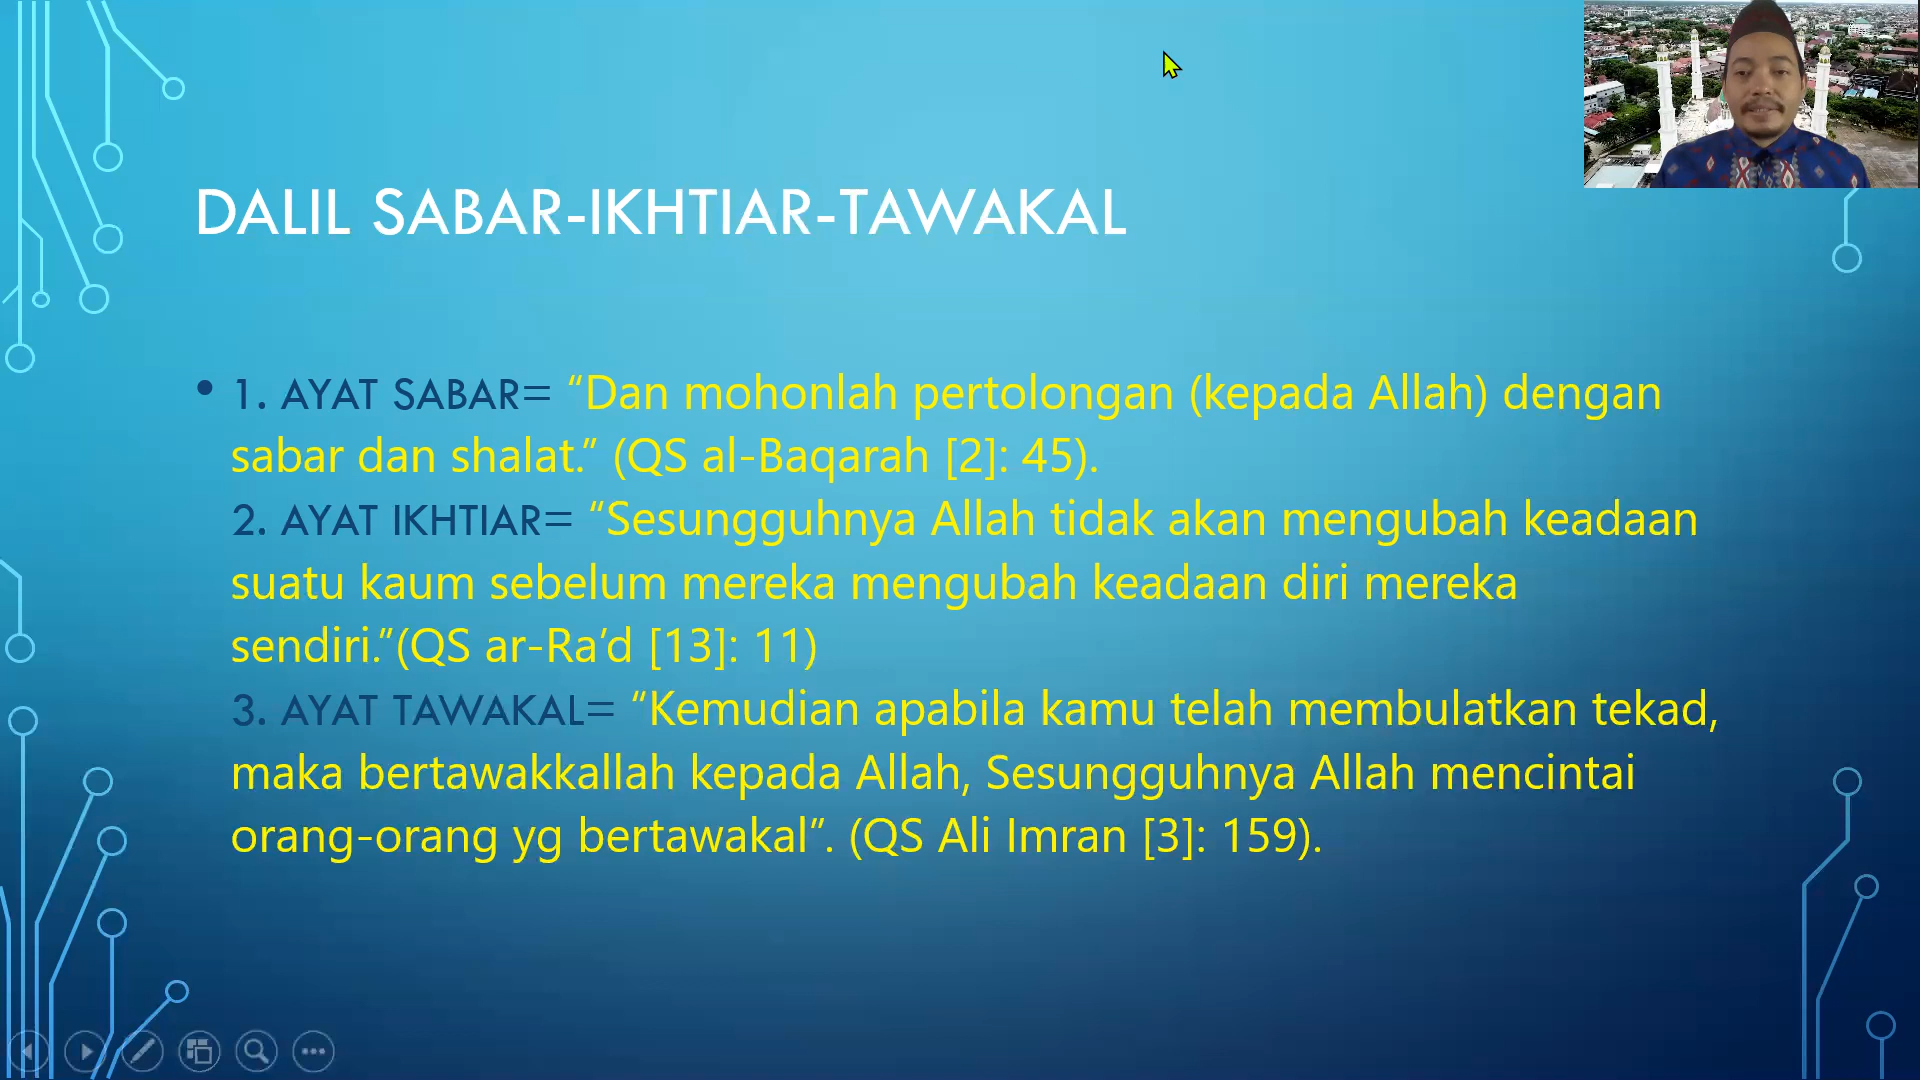 DALIL SABAR-IKHTIAR-TAWAKAL
• 1. AYAT SABAR= “Dan mohonlah pertolongan (kepada Allah) dengan
sabar dan shalat.” (QS al-Baqarah [2]: 45).
2. AYAT IKHTIAR= “Sesungguhnya Allah tidak akan mengubah keadaan
suatu kaum sebelum mereka mengubah keadaan diri mereka
sendiri.”(QS ar-Ra’d [13]: 11)
3. AYAT TAWAKAL= “Kemudian apabila kamu telah membulatkan tekad,
maka bertawakkallah kepada Allah, Sesungguhnya Allah mencintai
orang-orang yg bertawakal”. (QS Ali Imran [3]: 159).